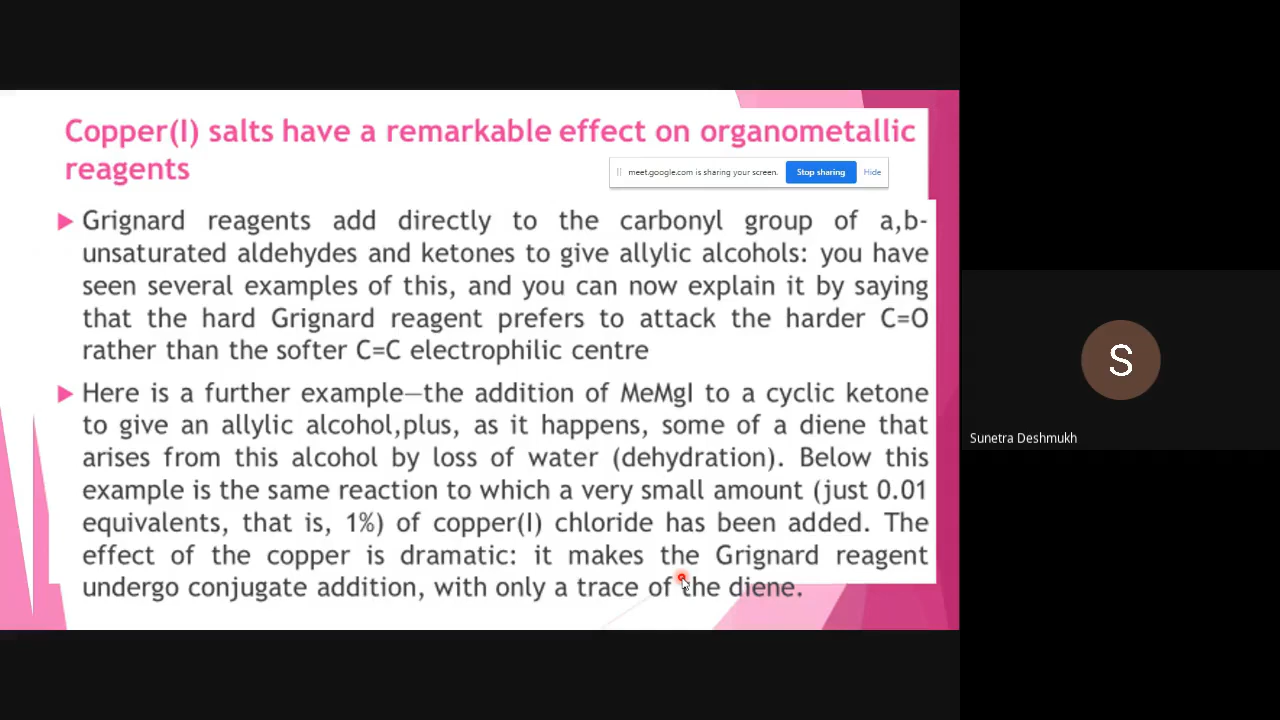 Copper(I) salts have a remarkable effect on organometallic
reagents
meet.google.com is sharing your screen.
Stop sharing
Hide
Grignard reagents add directly to the carbonyl group of a,b-
unsaturated aldehydes and ketones to give allylic alcohols: you have
seen several examples of this, and you can now explain it by saying
that the hard Grignard reagent prefers to attack the harder C=O
rather than the softer C=C electrophilic centre
Here is a further example—the addition of MeMgI to a cyclic ketone
to give an allylic alcohol,plus, as it happens, some of a diene that
arises from this alcohol by loss of water (dehydration). Below this
example is the same reaction to which a very small amount (just 0.01
equivalents, that is, 1%) of copper(I) chloride has been added. The
effect of the copper is dramatic: it makes the Grignard reagent
undergo conjugate addition, with only a trace of the diene.
S
Sunetra Deshmukh